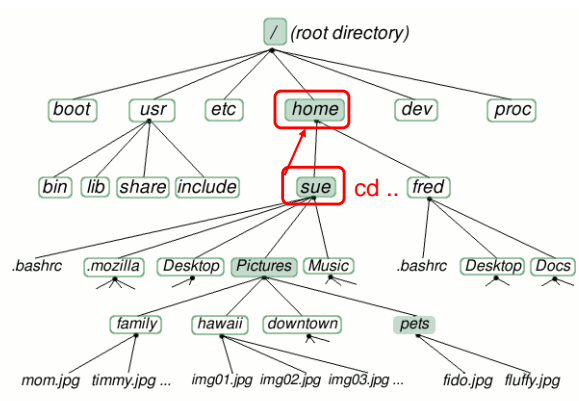 / (root directory)
boot usr etc home dev proc
bin lib share include sue cd .. fred
.bashrc .mozilla Desktop Pictures Music .bashrc Desktop Docs
family hawaii downtown pets
mom.jpg timmy.jpg ... img01.jpg img02.jpg img03.jpg ... fido.jpg fluffy.jpg